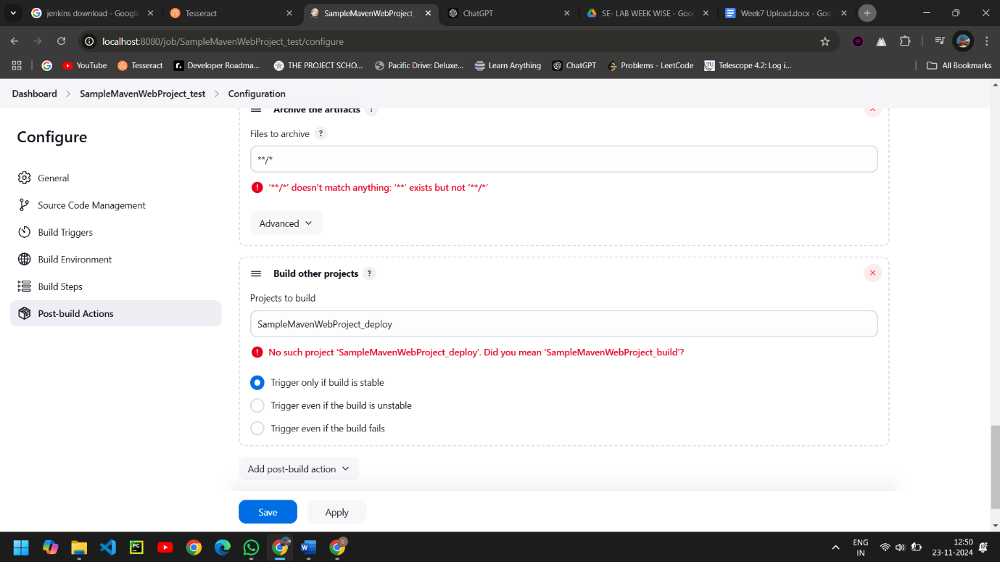 jenkins download - Google
Tesseract
SampleMavenWebProject_
ChatGPT
SE- LAB WEEK WISE - Goo
Week7 Upload.docx - Goo
localhost:8080/job/SampleMavenWebProject_test/configure
YouTube
Tesseract
Developer Roadma...
THE PROJECT SCHO...
Pacific Drive: Deluxe...
Learn Anything
ChatGPT
Problems - LeetCode
Telescope 4.2: Log i...
All Bookmarks
Dashboard > SampleMavenWebProject_test > Configuration
Configure
General
Source Code Management
Build Triggers
Build Environment
Build Steps
Post-build Actions
Archive the artifacts ?
Files to archive ?
**/*
‘**/*’ doesn’t match anything: ‘**’ exists but not ‘**/*’
Advanced
Build other projects ?
Projects to build
SampleMavenWebProject_deploy
No such project ‘SampleMavenWebProject_deploy’. Did you mean ‘SampleMavenWebProject_build’?
Trigger only if build is stable
Trigger even if the build is unstable
Trigger even if the build fails
Add post-build action
Save
Apply
ENG
IN
12:50
23-11-2024